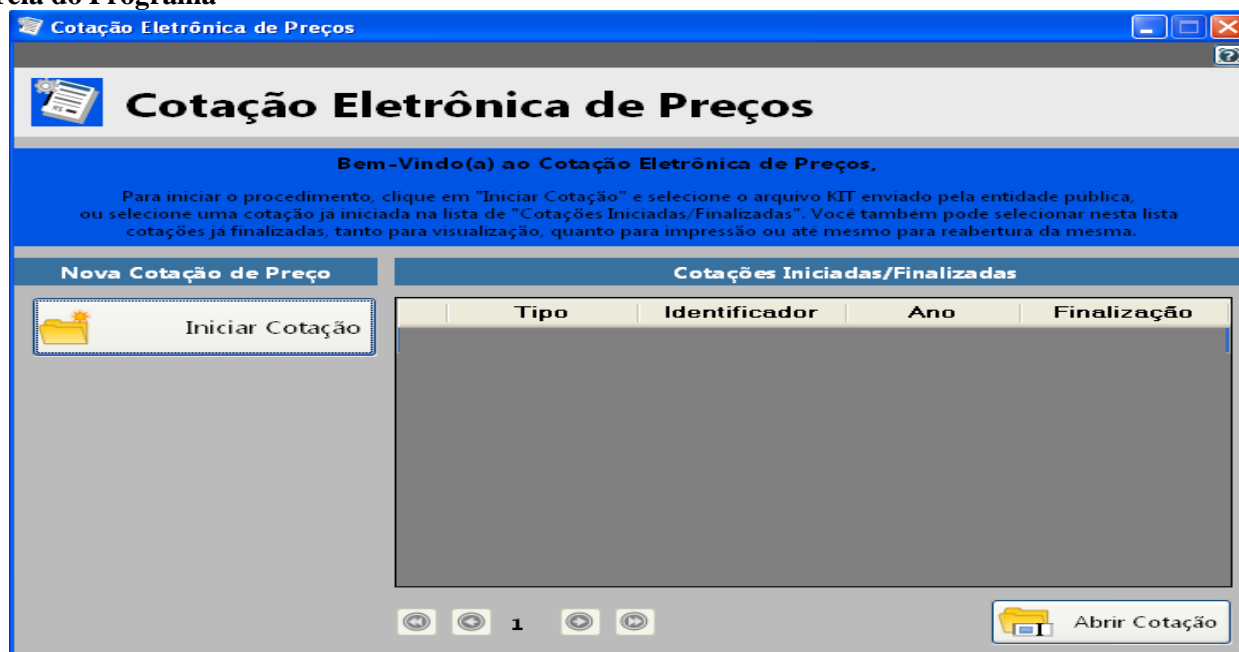 Tela do Programa
Cotação Eletrônica de Preços
Cotação Eletrônica de Preços
Bem-Vindo(a) ao Cotação Eletrônica de Preços,
Para iniciar o procedimento, clique em "Iniciar Cotação" e selecione o arquivo KIT enviado pela entidade publica,
ou selecione uma cotação já iniciada na lista de "Cotações Iniciadas/Finalizadas". Você também pode selecionar nesta lista
cotações já finalizadas, tanto para visualização, quanto para impressão ou até mesmo para reabertura da mesma.
Nova Cotação de Preço
Cotações Iniciadas/Finalizadas
Iniciar Cotação
Tipo Identificador Ano Finalização
1
Abrir Cotação